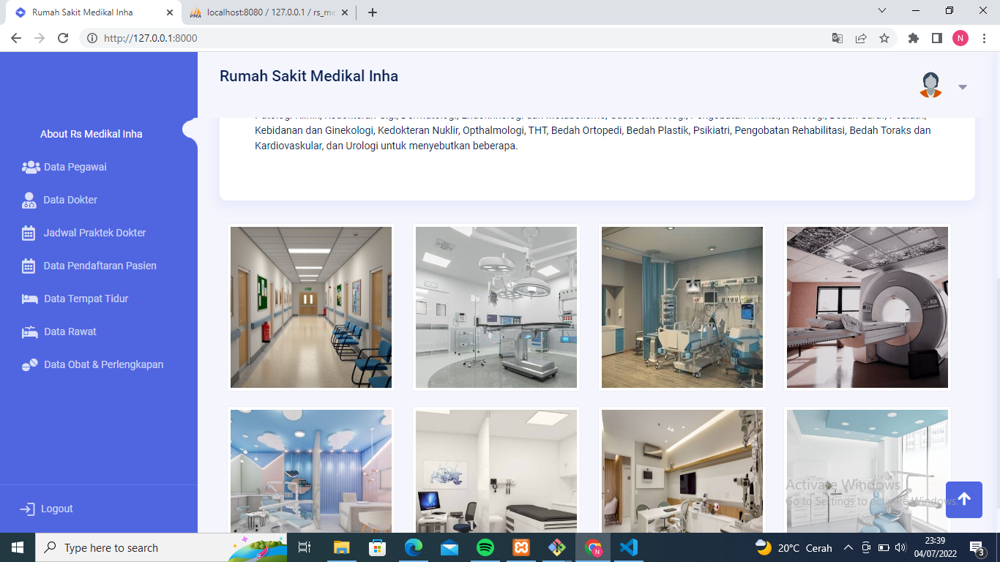 Rumah Sakit Medikal Inha
localhost:8080 / 127.0.0.1 / rs_me
http://127.0.0.1:8000
N
Rumah Sakit Medikal Inha
About Rs Medikal Inha
Data Pegawai
Data Dokter
Jadwal Praktek Dokter
Data Pendaftaran Pasien
Data Tempat Tidur
Data Rawat
Data Obat & Perlengkapan
Logout
Kebidanan dan Ginekologi, Kedokteran Nuklir, Opthalmologi, THT, Bedah Ortopedi, Bedah Plastik, Psikiatri, Pengobatan Rehabilitasi, Bedah Toraks dan
Kardiovaskular, dan Urologi untuk menyebutkan beberapa.
Activate Windows
Go to Settings to activate Windows.
Type here to search
20°C Cerah
23:39
04/07/2022
3